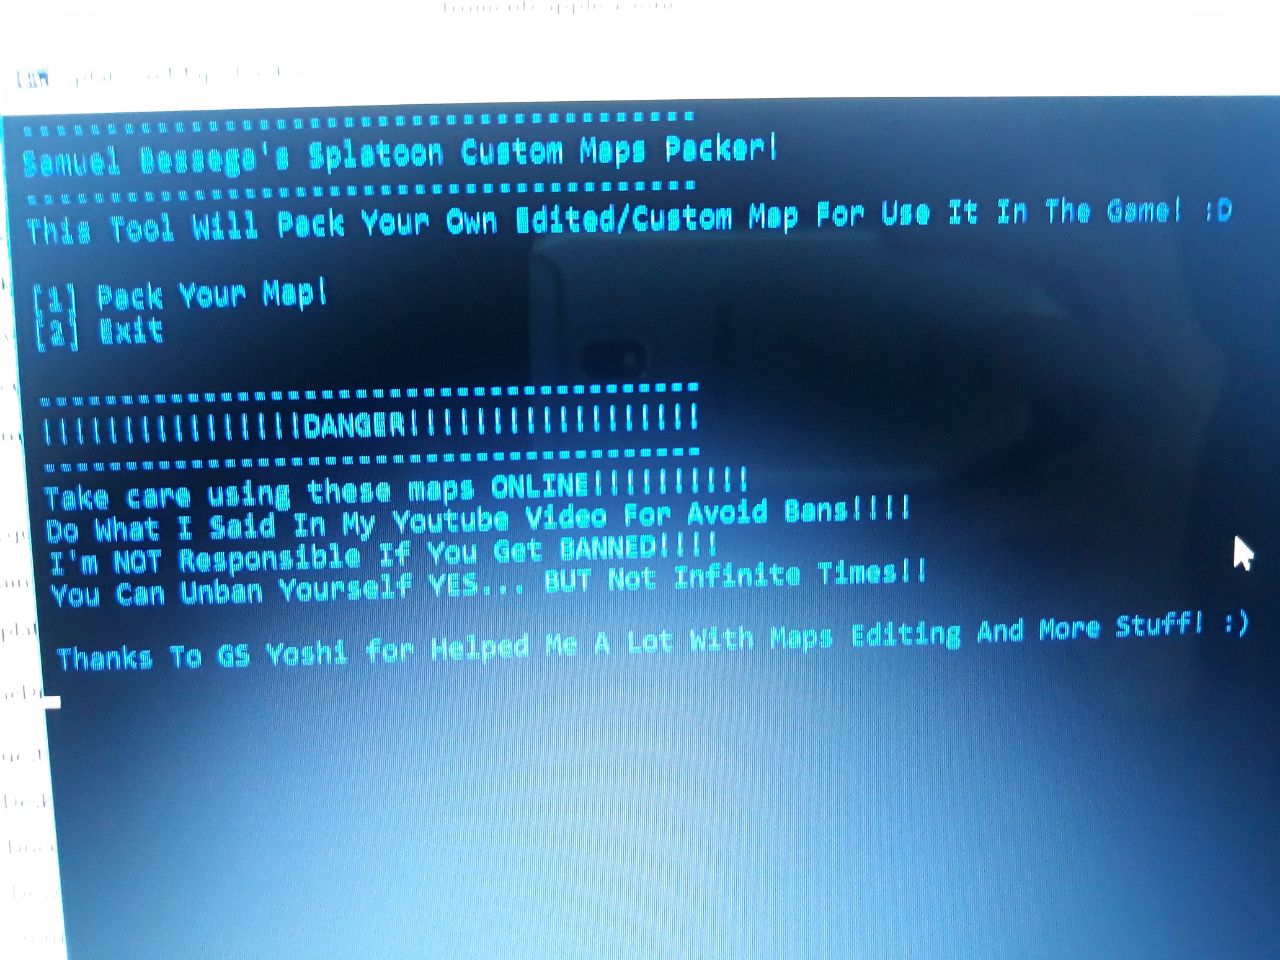 ****************************************
Samuel Bessega's Splatoon Custom Maps Packer!
****************************************
This Tool Will Pack Your Own Edited/Custom Map For Use It In The Game! :D
[1] Pack Your Map!
[2] Exit
****************************************
!!!!!!!!!!!!!!!!DANGER!!!!!!!!!!!!!!!!!!
****************************************
Take care using these maps ONLINE!!!!!!!!!!
Do What I Said In My Youtube Video For Avoid Bans!!!!
I'm NOT Responsible If You Get BANNED!!!!
You Can Unban Yourself YES... BUT Not Infinite Times!!
Thanks To GS Yoshi for Helped Me A Lot With Maps Editing And More Stuff! :)